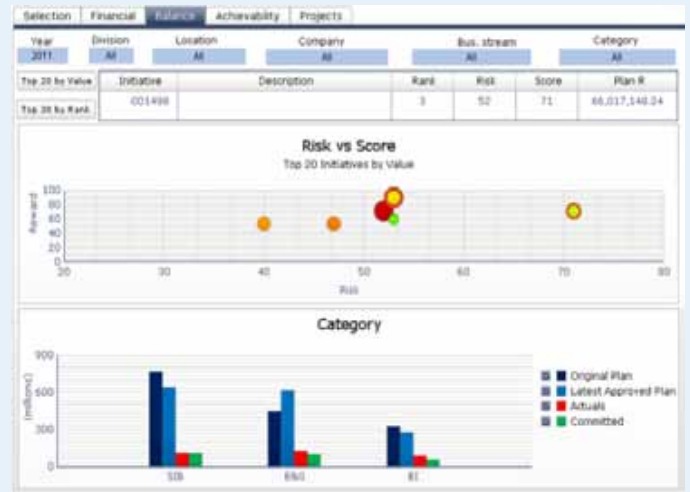 Selection Financial Balance Achievability Projects
Year Division Location Company Bus. stream Category
2011 All All All All All
Top 20 by Value Initiative Description Rank Risk Score Plan R
001498 3 52 71 66,017,148.24
Top 20 by Rank
Risk vs Score
Top 20 Initiatives by Value
Reward
100
80
60
40
20
0
20 30 40 50 60 70 80
Risk
Category
(millions)
900
600
300
0
Original Plan
Latest Approved Plan
Actuals
Committed
SIB